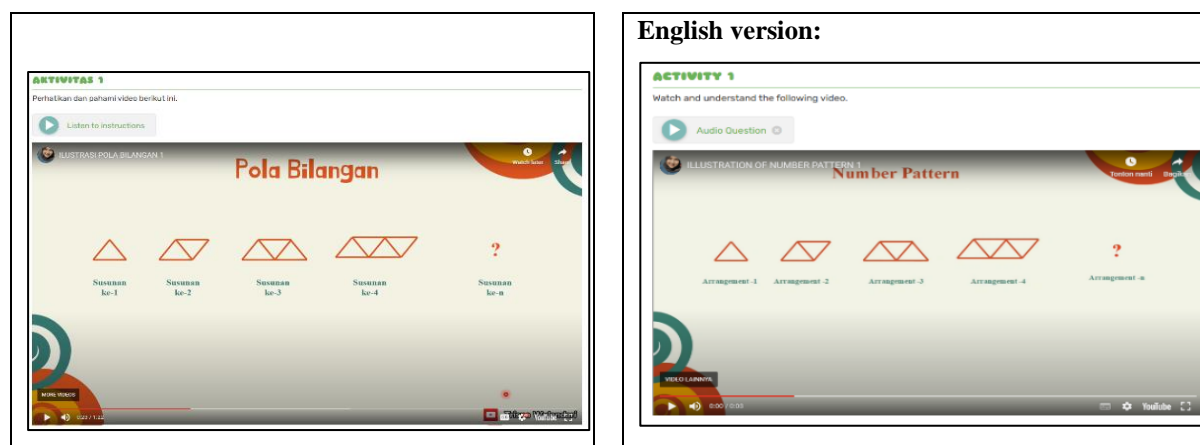 AKTIVITAS 1
Perhatikan dan pahami video berikut ini.
Listen to instructions
ILUSTRASI POLA BILANGAN 1
Watch later
Share
Pola Bilangan
?
Susunan
ke-1
Susunan
ke-2
Susunan
ke-3
Susunan
ke-4
Susunan
ke-n
MORE VIDEOS
YouTube
English version:
ACTIVITY 1
Watch and understand the following video.
Audio Question
ILLUSTRATION OF NUMBER PATTERN 1
Tonton nanti
Number Pattern
?
Arrangement -1
Arrangement -2
Arrangement -3
Arrangement -4
Arrangement -n
VIDEO LAINNYA
YouTube